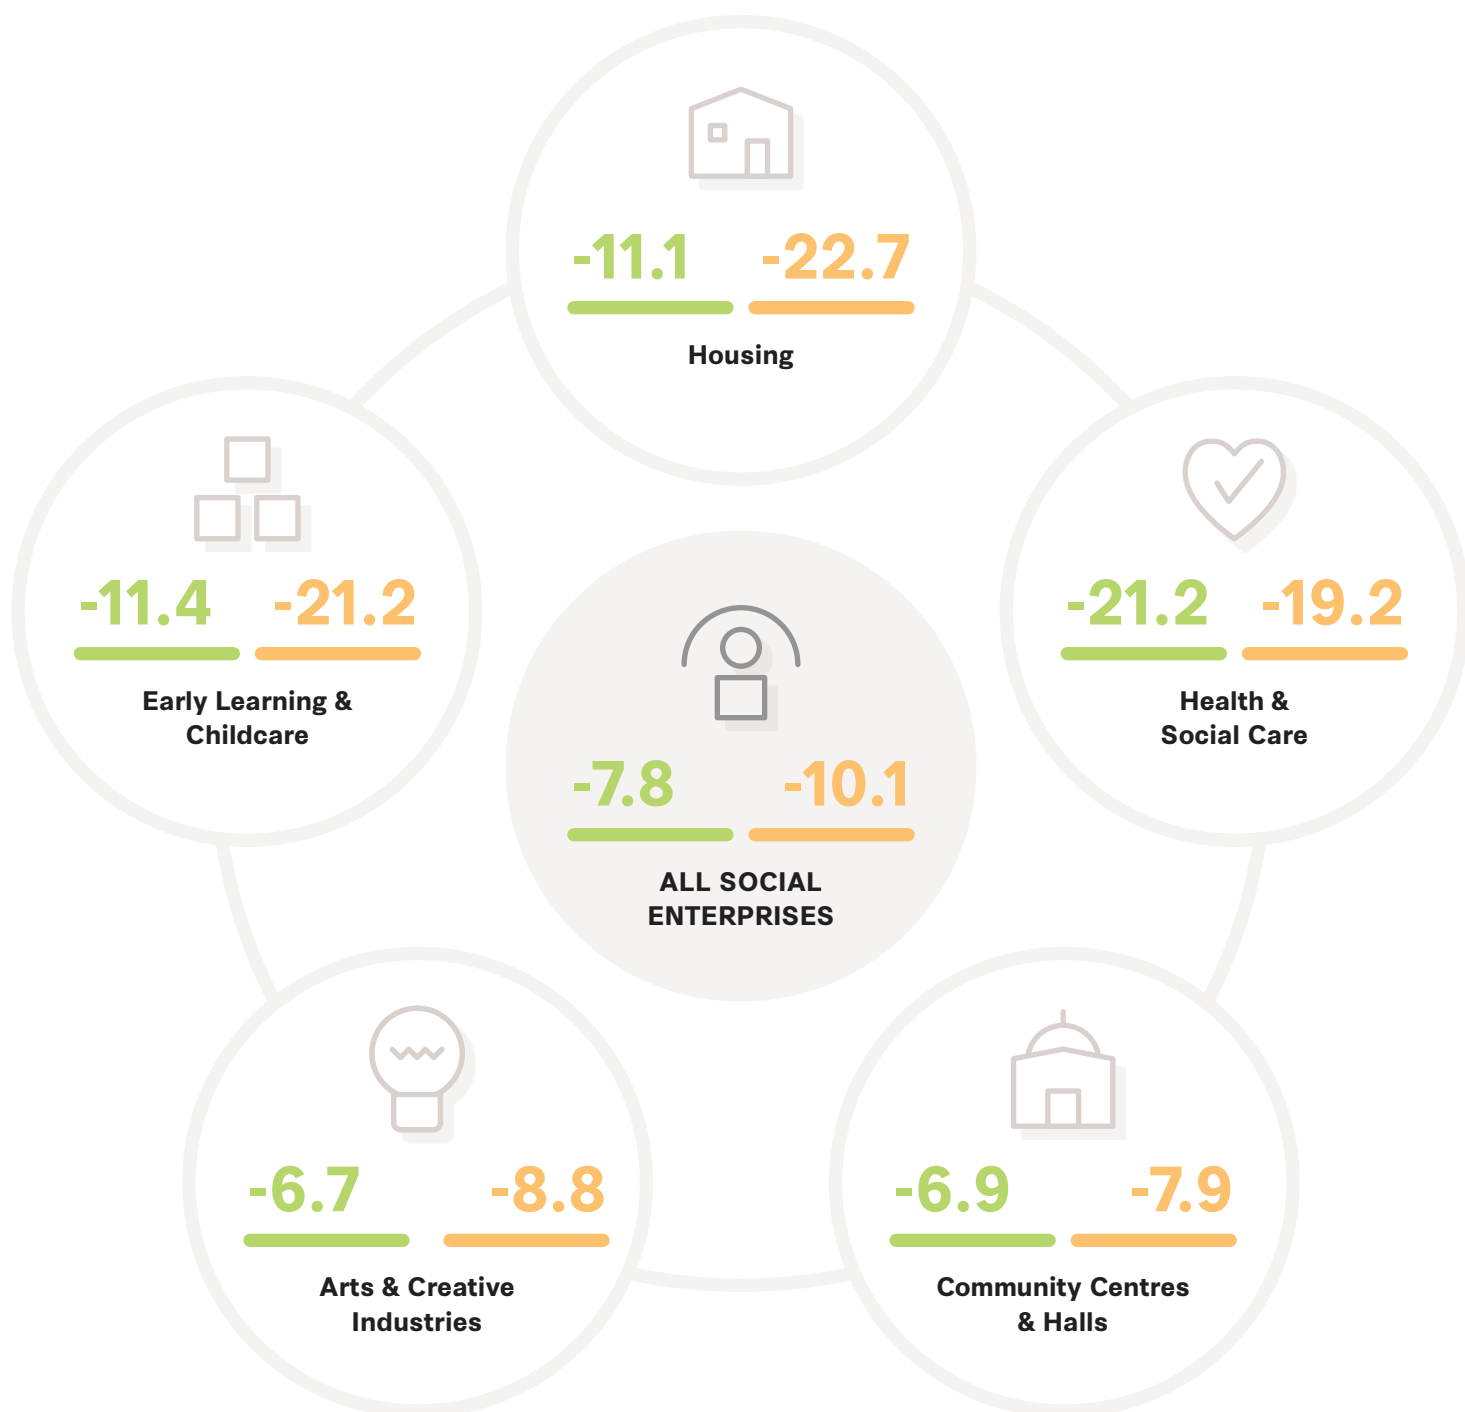 -11.1 -22.7
Housing
-11.4 -21.2
Early Learning &
Childcare
-21.2 -19.2
Health &
Social Care
-7.8 -10.1
ALL SOCIAL
ENTERPRISES
-6.7 -8.8
Arts & Creative
Industries
-6.9 -7.9
Community Centres
& Halls